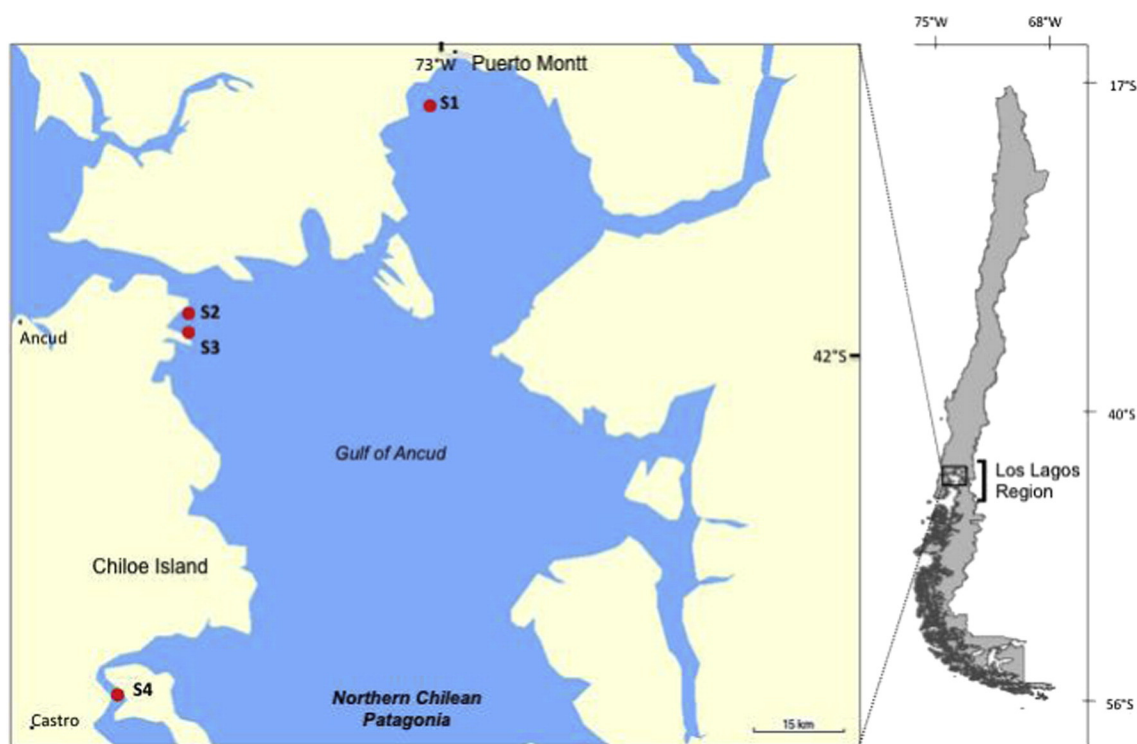 75°W
68°W
73°W
Puerto Montt
S1
17°S
S2
Ancud
S3
42°S
40°S
Gulf of Ancud
Los Lagos
Region
Chiloe Island
S4
Northern Chilean
Patagonia
Castro
15 km
56°S